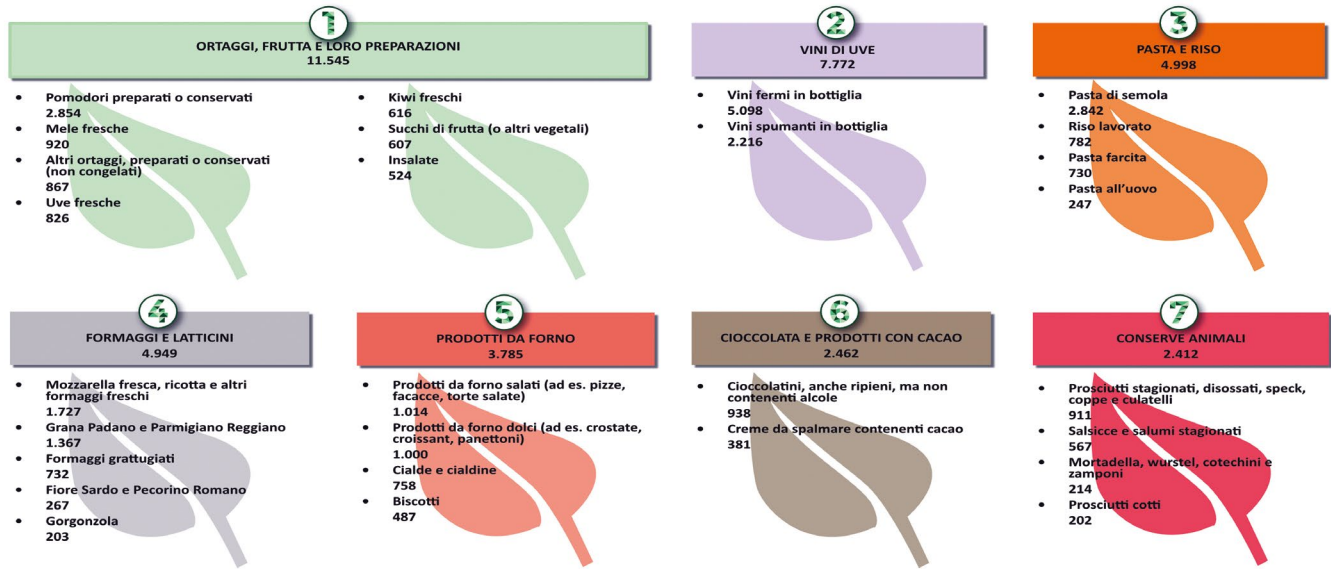 1
ORTAGGI, FRUTTA E LORO PREPARAZIONI
11.545
• Pomodori preparati o conservati
2.854
• Mele fresche
920
• Altri ortaggi, preparati o conservati
(non congelati)
867
• Uve fresche
826
• Kiwi freschi
616
• Succhi di frutta (o altri vegetali)
607
• Insalate
524
2
VINI DI UVE
7.772
• Vini fermi in bottiglia
5.098
• Vini spumanti in bottiglia
2.216
3
PASTA E RISO
4.998
• Pasta di semola
2.842
• Riso lavorato
782
• Pasta farcita
730
• Pasta all'uovo
247
4
FORMAGGI E LATTICINI
4.949
• Mozzarella fresca, ricotta e altri
formaggi freschi
1.727
• Grana Padano e Parmigiano Reggiano
1.367
• Formaggi grattugiati
732
• Fiore Sardo e Pecorino Romano
267
• Gorgonzola
203
5
PRODOTTI DA FORNO
3.785
• Prodotti da forno salati (ad es. pizze,
facacce, torte salate)
1.014
• Prodotti da forno dolci (ad es. crostate,
croissant, panettoni)
1.000
• Cialde e cialdine
758
• Biscotti
487
6
CIOCCOLATA E PRODOTTI CON CACAO
2.462
• Cioccolatini, anche ripieni, ma non
contenenti alcole
938
• Creme da spalmare contenenti cacao
381
7
CONSERVE ANIMALI
2.412
• Prosciutti stagionati, disossati, speck,
coppe e culatelli
911
• Salsicce e salumi stagionati
567
• Mortadella, wurstel, cotechini e
zamponi
214
• Prosciutti cotti
202